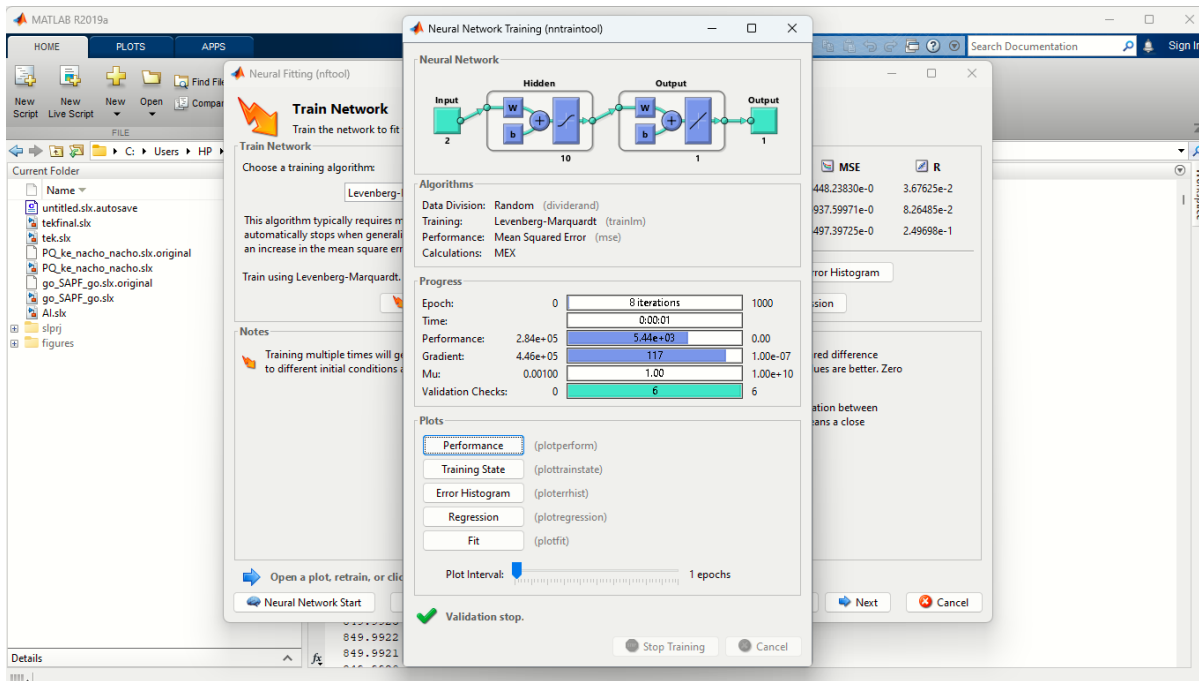 MATLAB R2019a
HOME PLOTS APPS
Search Documentation
Sign In
New Script
New Live Script
New
Open
Find File
Compar
FILE
C: Users HP
Current Folder
Name
untitled.slx.autosave
tekfinal.slx
tek.slx
PQ_ke_nacho_nacho.slx.original
PQ_ke_nacho_nacho.slx
go_SAPF_go.slx.original
go_SAPF_go.slx
AI.slx
slprj
figures
Details
Neural Fitting (nftool)
Train Network
Train the network to fit
Train Network
Choose a training algorithm:
Levenberg-
This algorithm typically requires m
automatically stops when generali
an increase in the mean square err
Train using Levenberg-Marquardt.
Notes
Training multiple times will ge
to different initial conditions a
Open a plot, retrain, or clic
Neural Network Start
849.9922
849.9921
fx
Neural Network Training (nntraintool)
Neural Network
Hidden Output
Input Output
W W
b b
2 10 1 1
Algorithms
Data Division: Random (dividerand)
Training: Levenberg-Marquardt (trainlm)
Performance: Mean Squared Error (mse)
Calculations: MEX
Progress
Epoch: 0 8 iterations 1000
Time: 0:00:01
Performance: 2.84e+05 5.44e+03 0.00
Gradient: 4.46e+05 117 1.00e-07
Mu: 0.00100 1.00 1.00e+10
Validation Checks: 0 6 6
Plots
Performance (plotperform)
Training State (plottrainstate)
Error Histogram (ploterrhist)
Regression (plotregression)
Fit (plotfit)
Plot Interval: 1 epochs
Validation stop.
Stop Training Cancel
MSE R
448.23830e-0 3.67625e-2
937.59971e-0 8.26485e-2
497.39725e-0 2.49698e-1
ror Histogram
ssion
red difference
ues are better. Zero
ation between
eans a close
Next Cancel
Workspace